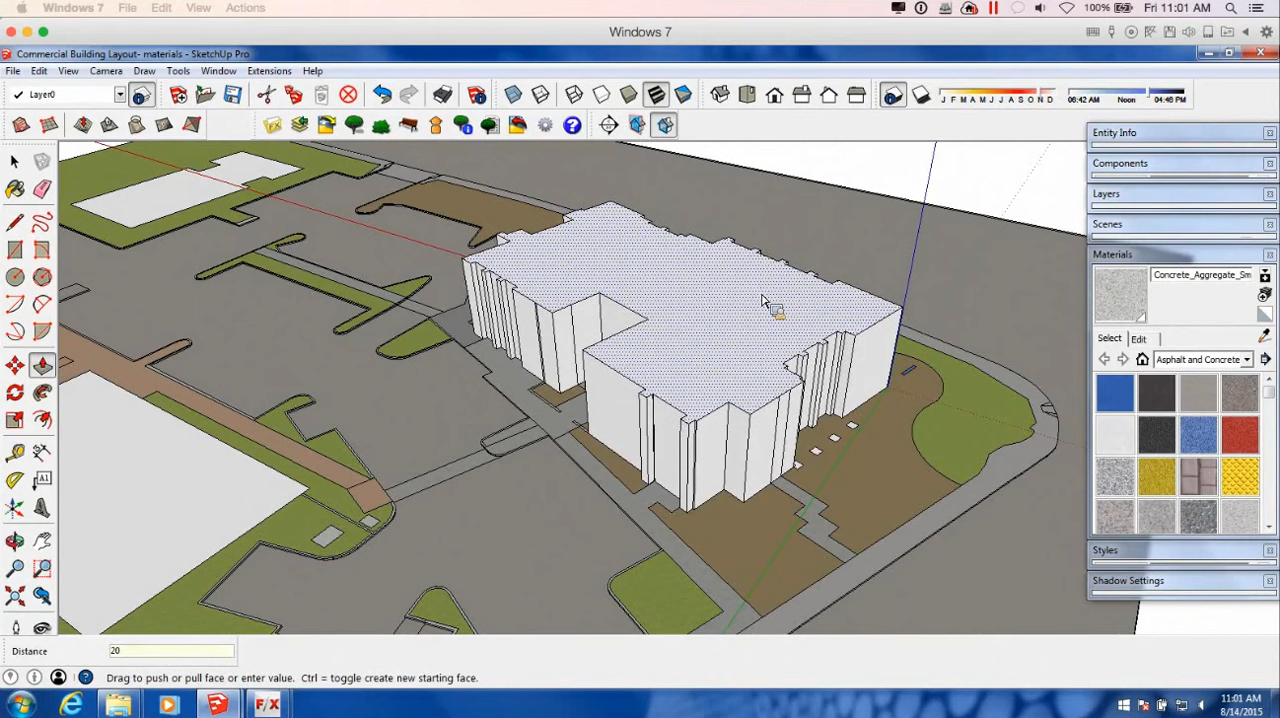 Windows 7 File Edit View Actions 100% Fri 11:01 AM
Windows 7
Commercial Building Layout- materials - SketchUp Pro
File Edit View Camera Draw Tools Window Extensions Help
Layer0
J F M A M J J A S O N D 06:42 AM Noon 04:46 PM
Entity Info
Components
Layers
Scenes
Materials
Concrete_Aggregate_Sm
Select Edit
Asphalt and Concrete
A1
Styles
Shadow Settings
Distance 20
Drag to push or pull face or enter value. Ctrl = toggle create new starting face.
F/X
11:01 AM
8/14/2015